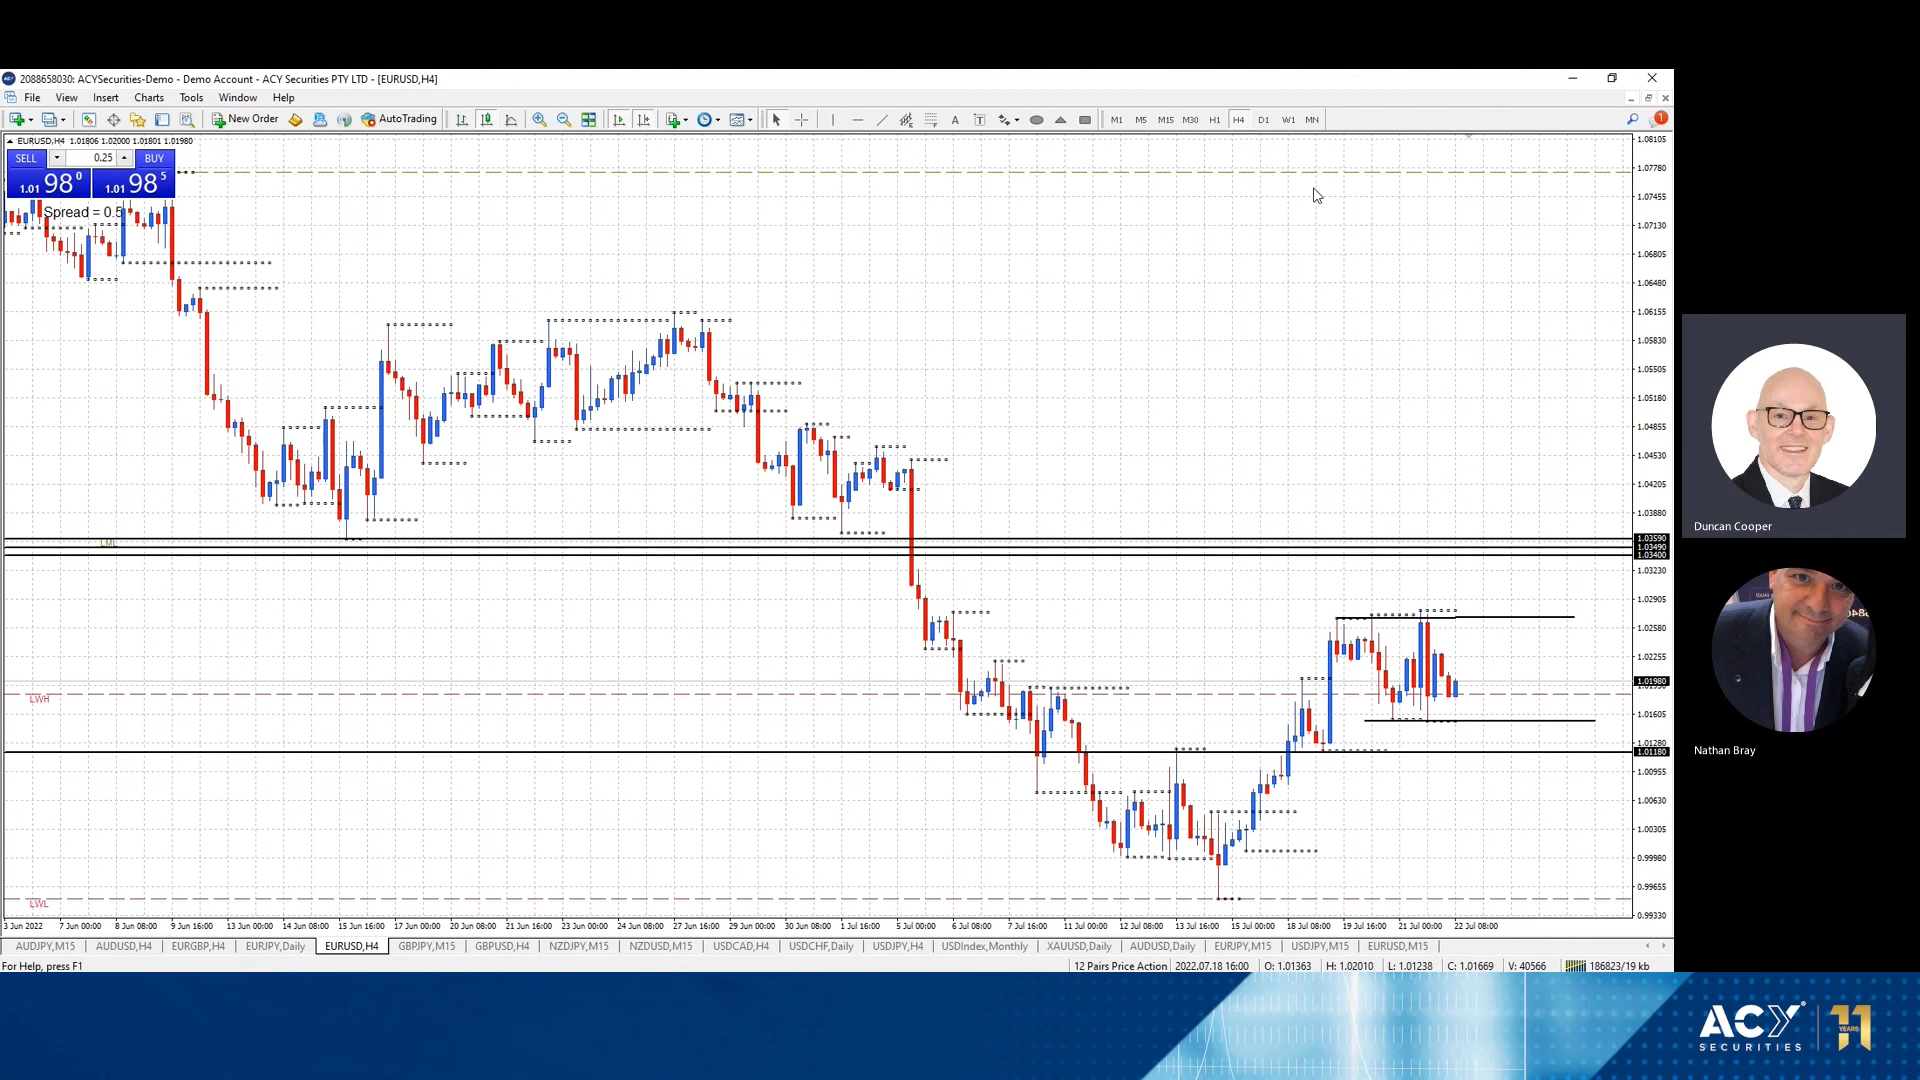 2088658030: ACYSecurities-Demo - Demo Account - ACY Securities PTY LTD - [EURUSD,H4]
File View Insert Charts Tools Window Help
New Order AutoTrading A T M1 M5 M15 M30 H1 H4 D1 W1 MN 1
EURUSD,H4 1.01806 1.02000 1.01801 1.01980
SELL 0.25 BUY
1.01 98 0 1.01 98 5
Spread = 0.5
1.08105
1.07780
1.07455
1.07130
1.06805
1.06480
1.06155
1.05830
1.05505
1.05180
1.04855
1.04530
1.04205
1.03880
1.03590
1.03490
1.03400
1.03230
1.02905
1.02580
1.02255
1.01980
1.01605
1.01280
1.01180
1.00955
1.00630
1.00305
0.99980
0.99655
0.99330
LML
LWH
LWL
3 Jun 2022 7 Jun 00:00 8 Jun 08:00 9 Jun 16:00 13 Jun 00:00 14 Jun 08:00 15 Jun 16:00 17 Jun 00:00 20 Jun 08:00 21 Jun 16:00 23 Jun 00:00 24 Jun 08:00 27 Jun 16:00 29 Jun 00:00 30 Jun 08:00 1 Jul 16:00 5 Jul 00:00 6 Jul 08:00 7 Jul 16:00 11 Jul 00:00 12 Jul 08:00 13 Jul 16:00 15 Jul 00:00 18 Jul 08:00 19 Jul 16:00 21 Jul 00:00 22 Jul 08:00
AUDJPY,M15 AUDUSD,H4 EURGBP,H4 EURJPY,Daily EURUSD,H4 GBPJPY,M15 GBPUSD,H4 NZDJPY,M15 NZDUSD,M15 USDCAD,H4 USDCHF,Daily USDJPY,H4 USDIndex,Monthly XAUUSD,Daily AUDUSD,Daily EURJPY,M15 USDJPY,M15 EURUSD,M15
For Help, press F1 12 Pairs Price Action 2022.07.18 16:00 O: 1.01363 H: 1.02010 L: 1.01238 C: 1.01669 V: 40566 186823/19 kb
Duncan Cooper
Nathan Bray
ACY
SECURITIES
11
YEARS